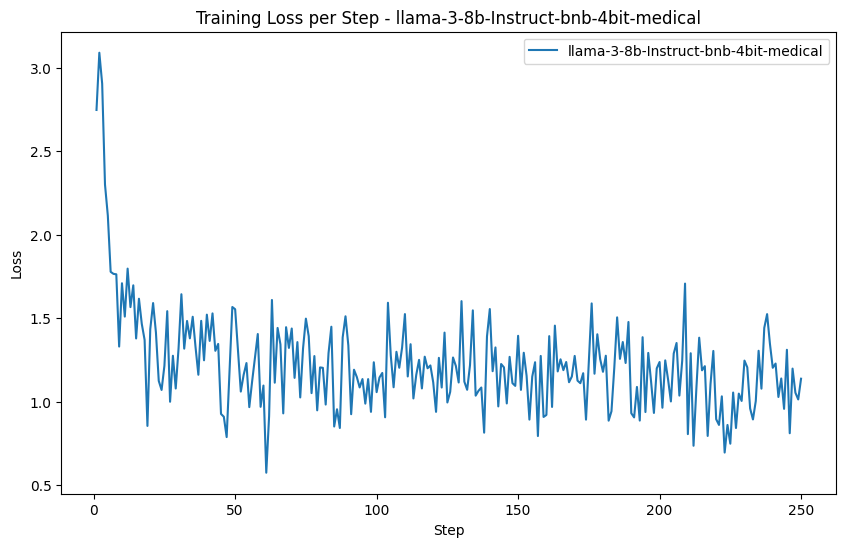 Training Loss per Step - llama-3-8b-Instruct-bnb-4bit-medical
llama-3-8b-Instruct-bnb-4bit-medical
3.0
2.5
2.0
1.5
1.0
0.5
Loss
0 50 100 150 200 250
Step